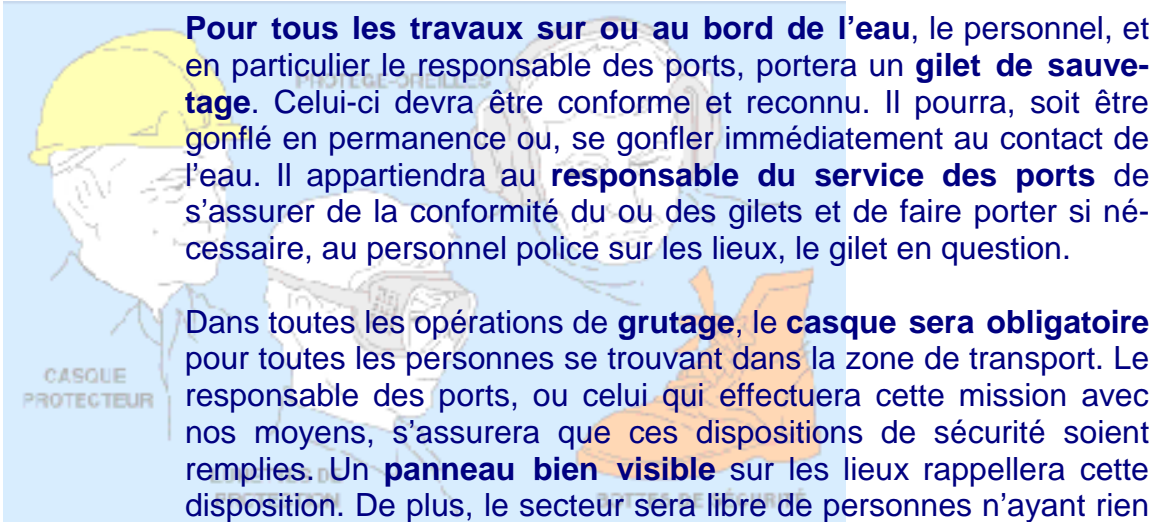 Pour tous les travaux sur ou au bord de l’eau, le personnel, et
en particulier le responsable des ports, portera un gilet de sauve-
tage. Celui-ci devra être conforme et reconnu. Il pourra, soit être
gonflé en permanence ou, se gonfler immédiatement au contact de
l’eau. Il appartiendra au responsable du service des ports de
s’assurer de la conformité du ou des gilets et de faire porter si né-
cessaire, au personnel police sur les lieux, le gilet en question.
Dans toutes les opérations de grutage, le casque sera obligatoire
pour toutes les personnes se trouvant dans la zone de transport. Le
responsable des ports, ou celui qui effectuera cette mission avec
nos moyens, s’assurera que ces dispositions de sécurité soient
remplies. Un panneau bien visible sur les lieux rappellera cette
disposition. De plus, le secteur sera libre de personnes n’ayant rien
PROTÈGE-OREILLES
CASQUE
PROTECTEUR
BOTTES DE SÉCURITÉ